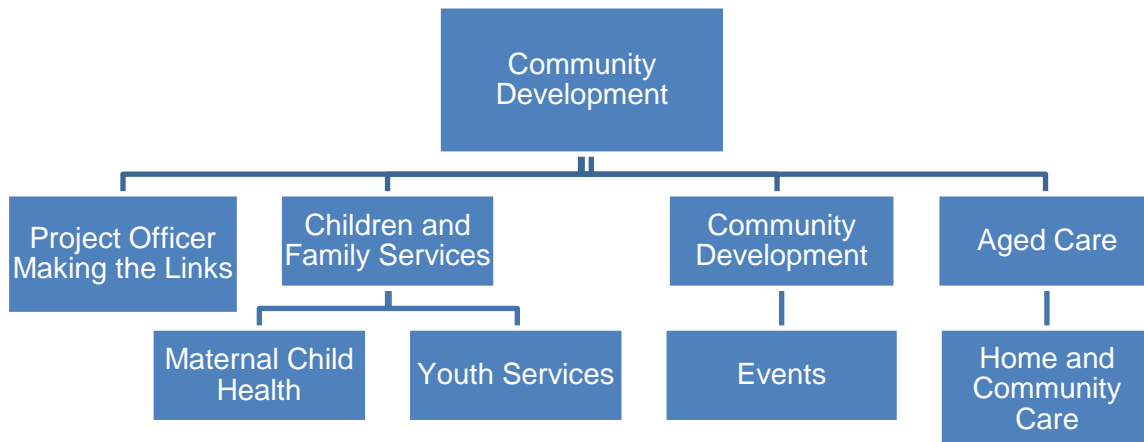 Community
Development
Project Officer
Making the Links
Children and
Family Services
Community
Development
Aged Care
Maternal Child
Health
Youth Services
Events
Home and
Community
Care